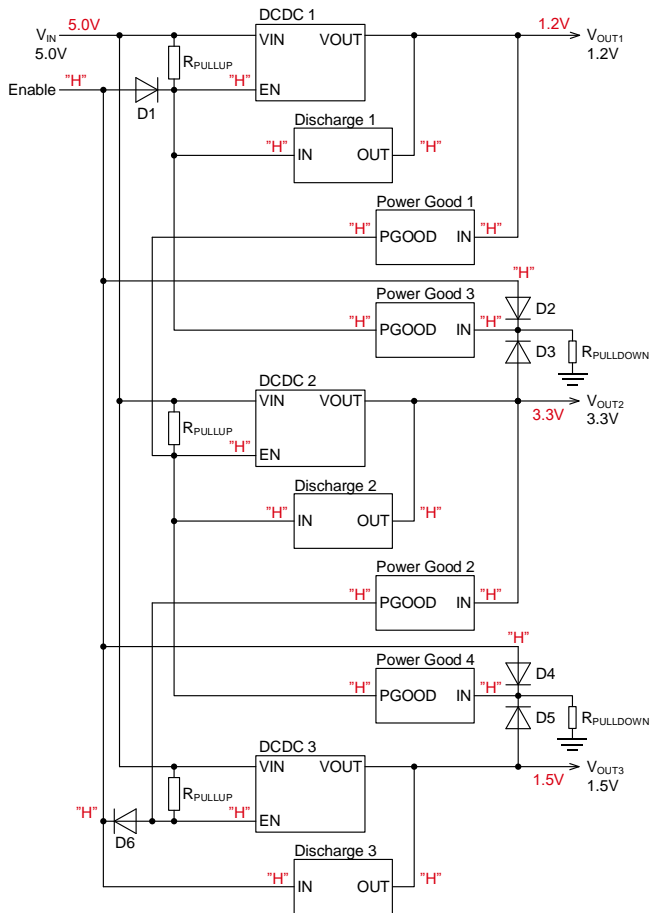 DCDC 1
VIN 5.0V
5.0V
VIN VOUT
1.2V
VOUT1
1.2V
RPULLUP
Enable
"H"
"H"
EN
D1
Discharge 1
"H"
IN OUT
"H"
Power Good 1
"H"
PGOOD IN
"H"
"H"
Power Good 3
D2
"H"
PGOOD IN
"H"
D3
RPULLDOWN
DCDC 2
VIN VOUT
VOUT2
3.3V
3.3V
RPULLUP
"H"
EN
Discharge 2
"H"
IN OUT
"H"
Power Good 2
"H"
PGOOD IN
"H"
"H"
Power Good 4
D4
"H"
PGOOD IN
"H"
D5
RPULLDOWN
DCDC 3
VIN VOUT
VOUT3
1.5V
1.5V
RPULLUP
"H"
"H"
EN
D6
Discharge 3
"H"
IN OUT
"H"